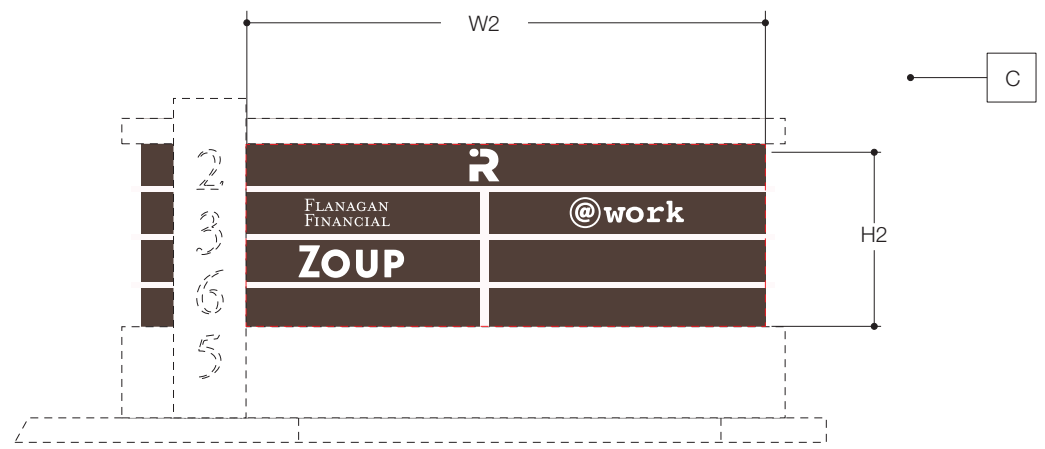 W2
C
R
2
3
6
5
FLANAGAN
FINANCIAL
@work
ZOUP
H2